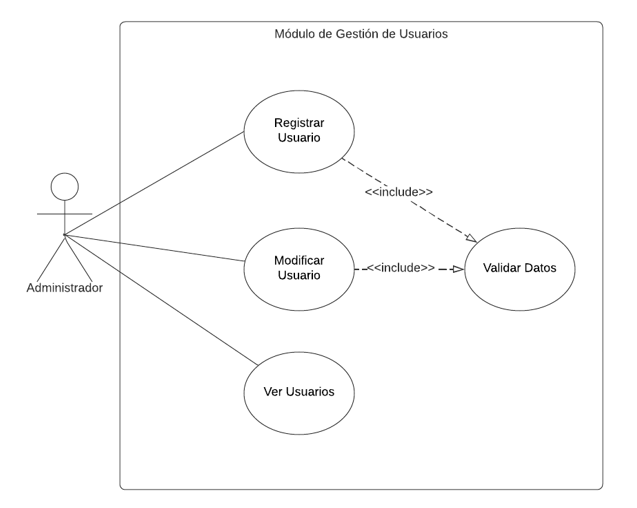 Módulo de Gestión de Usuarios
Registrar
Usuario
<<include>>
Modificar
Usuario
<<include>>
Validar Datos
Administrador
Ver Usuarios